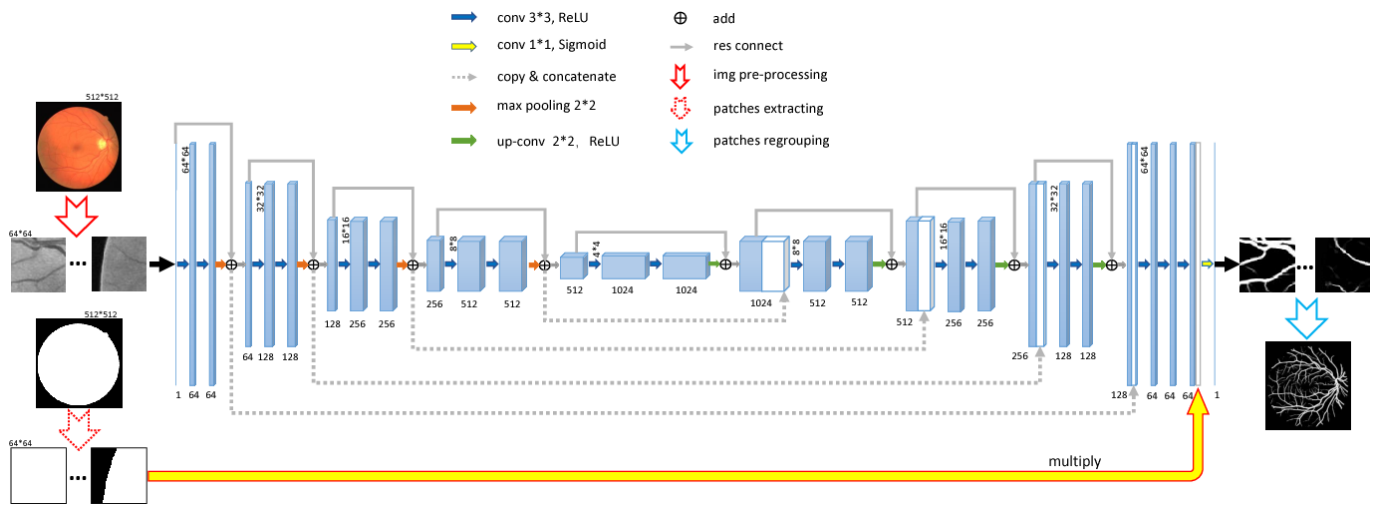 conv 3*3, ReLU
conv 1*1, Sigmoid
copy & concatenate
max pooling 2*2
up-conv 2*2, ReLU
add
res connect
img pre-processing
patches extracting
patches regrouping
512*512
64*64
512*512
64*64
64*64
1 64 64
32*32
64 128 128
16*16
128 256 256
8*8
256 512 512
4*4
512 1024 1024
8*8
1024 512 512
16*16
512 256 256
32*32
256 128 128
64*64
128 64 64 64 1
multiply